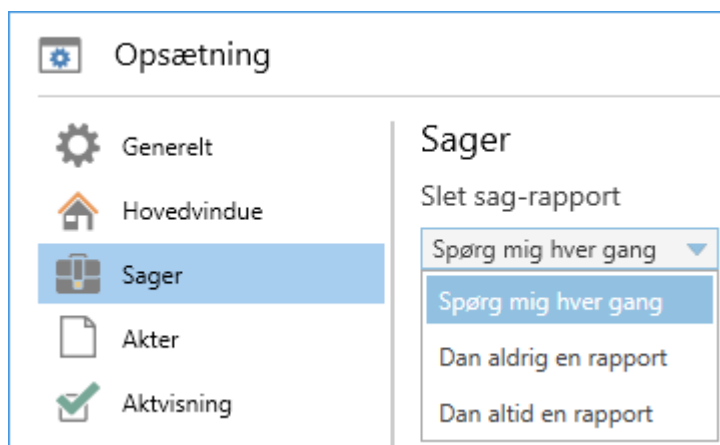 Opsætning
Generelt
Hovedvindue
Sager
Akter
Aktvisning
Sager
Slet sag-rapport
Spørg mig hver gang
Spørg mig hver gang
Dan aldrig en rapport
Dan altid en rapport